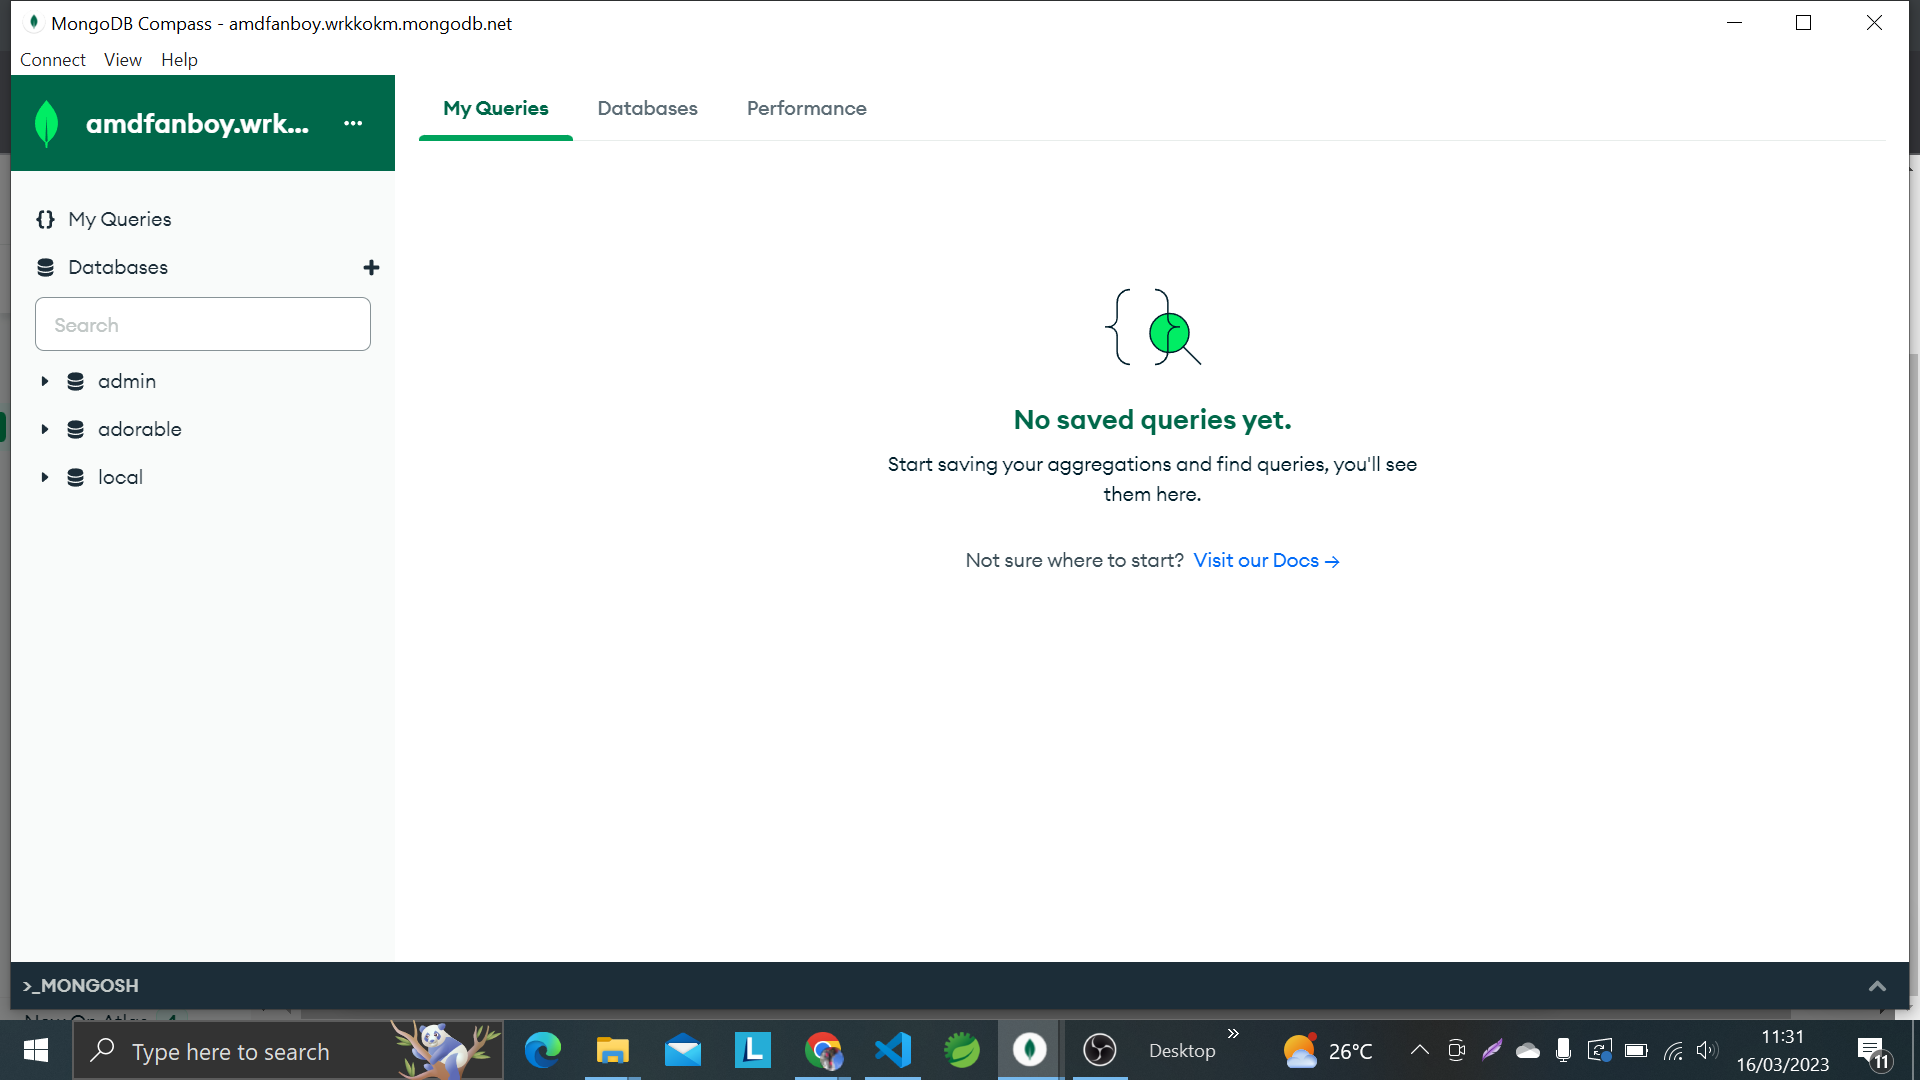 MongoDB Compass - amdfanboy.wrkkokm.mongodb.net
Connect View Help
amdfanboy.wrk... ...
My Queries Databases Performance
{} My Queries
Databases +
Search
admin
adorable
local
No saved queries yet.
Start saving your aggregations and find queries, you'll see
them here.
Not sure where to start? Visit our Docs →
>_MONGOSH
Type here to search
L
Desktop
26°C
11:31
16/03/2023
11